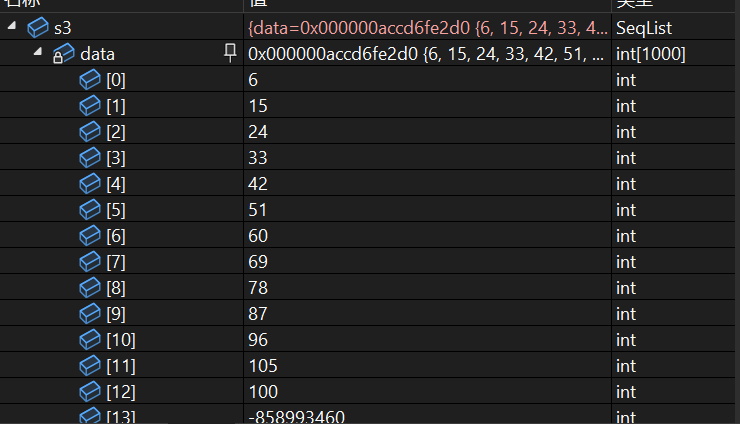 名称 值 类型
s3 {data=0x000000accd6fe2d0 {6, 15, 24, 33, 4... SeqList
data 0x000000accd6fe2d0 {6, 15, 24, 33, 42, 51, ... int[1000]
[0] 6 int
[1] 15 int
[2] 24 int
[3] 33 int
[4] 42 int
[5] 51 int
[6] 60 int
[7] 69 int
[8] 78 int
[9] 87 int
[10] 96 int
[11] 105 int
[12] 100 int
[13] -858993460 int